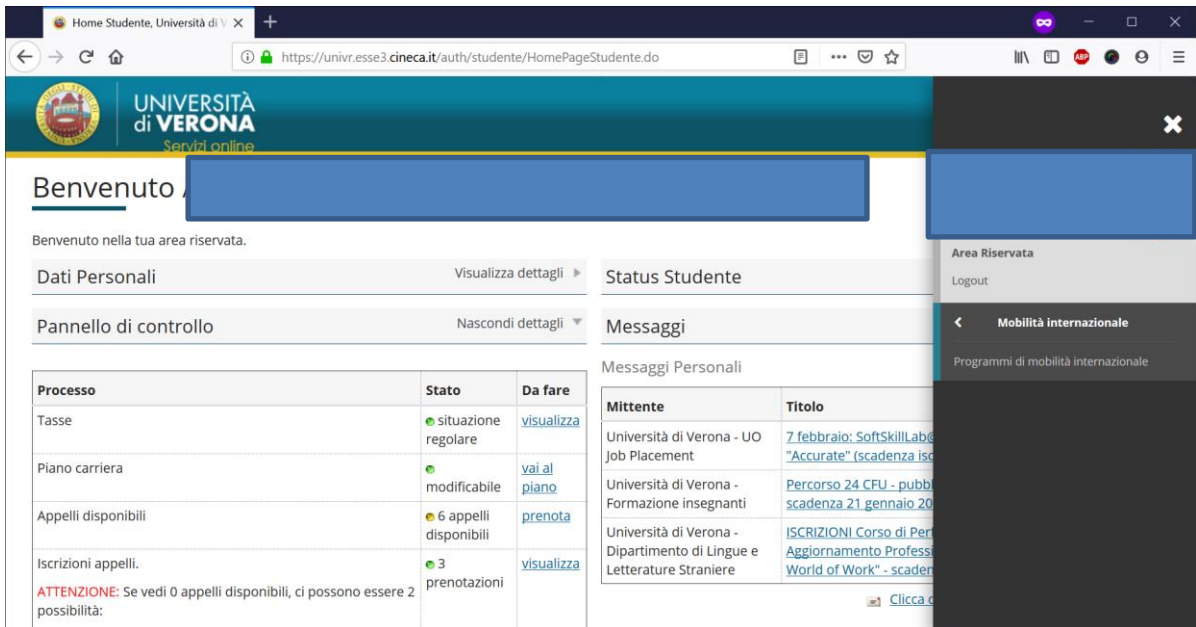 Home Studente, Università di V
https://univr.esse3.cineca.it/auth/studente/HomePageStudente.do
ABP
UNIVERSITÀ
di VERONA
Servizi online
Benvenuto
Benvenuto nella tua area riservata.
Dati Personali
Visualizza dettagli
Pannello di controllo
Nascondi dettagli
Processo Stato Da fare
Tasse situazione visualizza
regolare
Piano carriera vai al
modificabile piano
Appelli disponibili 6 appelli prenota
disponibili
Iscrizioni appelli. 3 visualizza
prenotazioni
ATTENZIONE: Se vedi 0 appelli disponibili, ci possono essere 2
possibilità:
Status Studente
Messaggi
Messaggi Personali
Mittente Titolo
Università di Verona - UO 7 febbraio: SoftSkillLab@
Job Placement "Accurate" (scadenza isc
Università di Verona - Percorso 24 CFU - pubbl
Formazione insegnanti scadenza 21 gennaio 20
Università di Verona - ISCRIZIONI Corso di Perf
Dipartimento di Lingue e Aggiornamento Professi
Letterature Straniere World of Work" - scaden
Clicca
Area Riservata
Logout
Mobilità internazionale
Programmi di mobilità internazionale